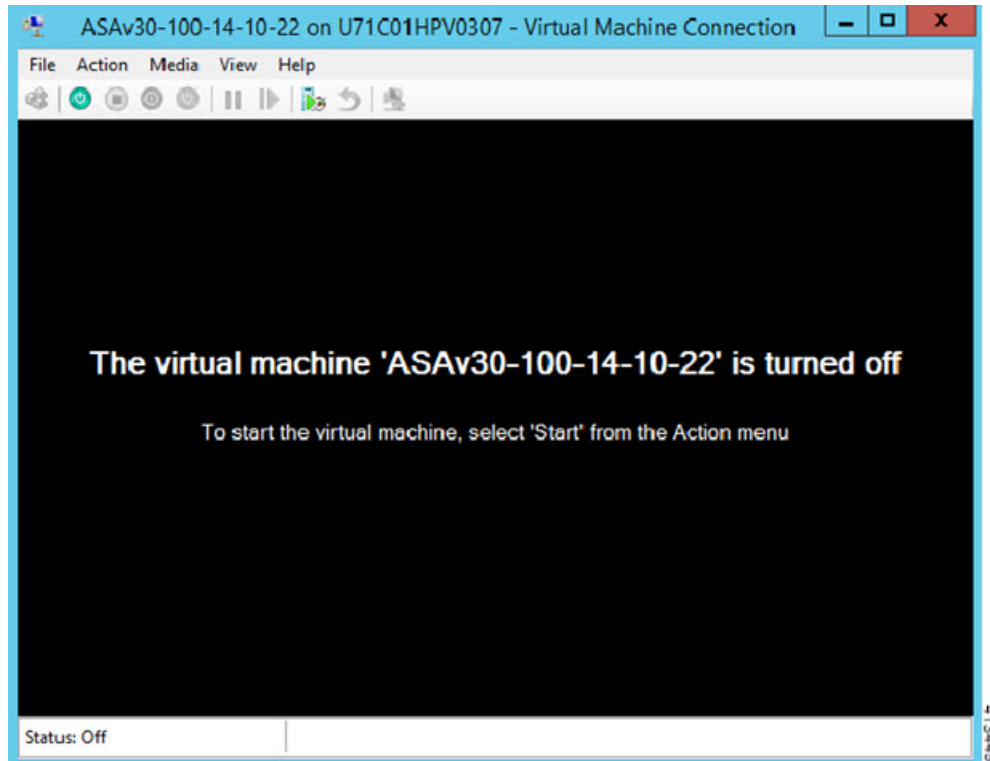 ASAv30-100-14-10-22 on U71C01HPV0307 - Virtual Machine Connection
File Action Media View Help
The virtual machine 'ASAv30-100-14-10-22' is turned off
To start the virtual machine, select 'Start' from the Action menu
Status: Off